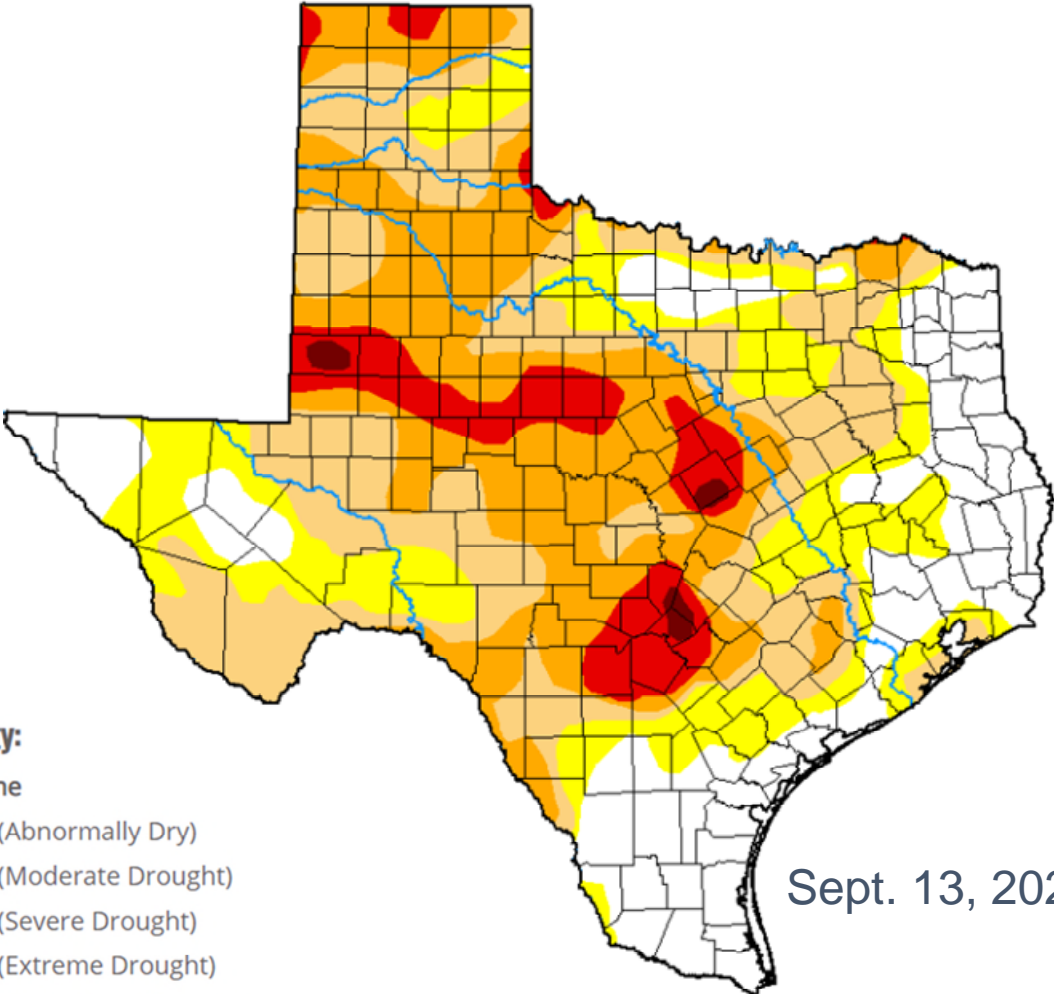 y:
ne
(Abnormally Dry)
(Moderate Drought)
(Severe Drought)
(Extreme Drought)
Sept. 13, 202